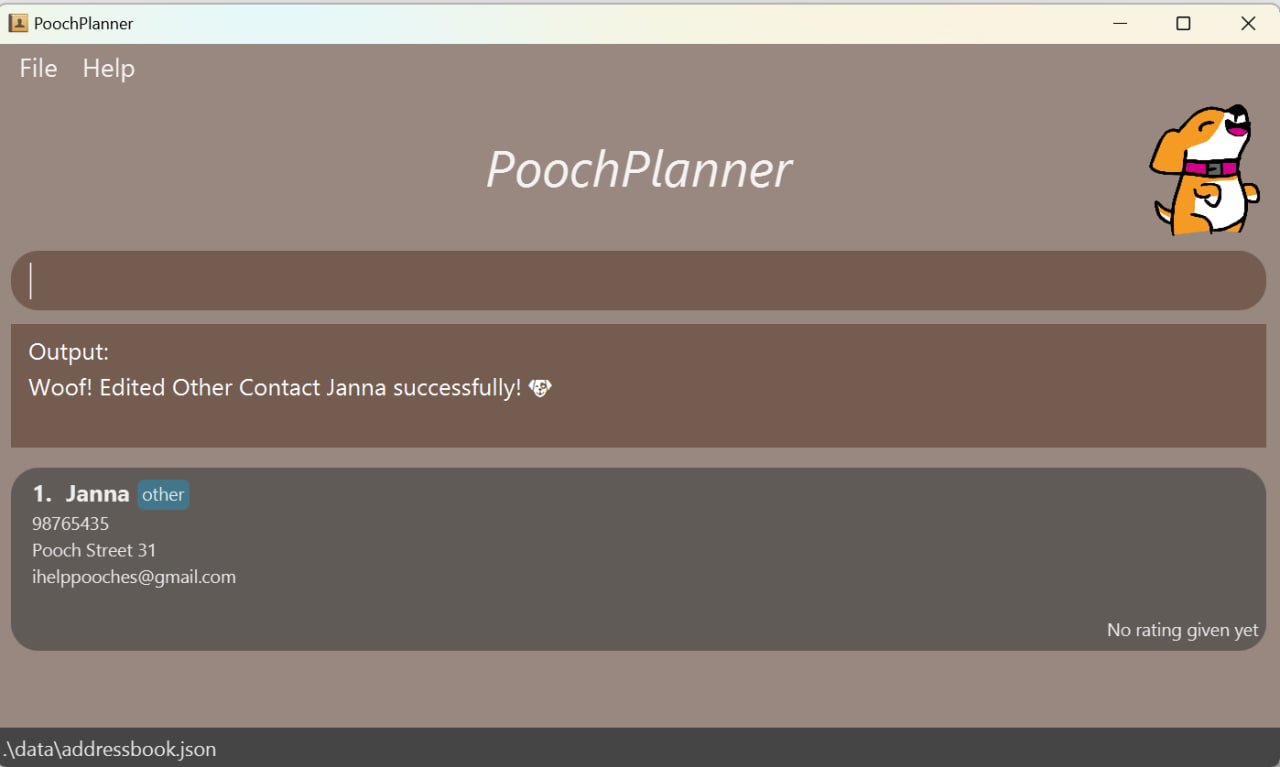 PoochPlanner
File Help
PoochPlanner
Output:
Woof! Edited Other Contact Janna successfully!
1. Janna other
98765435
Pooch Street 31
ihelppooches@gmail.com
No rating given yet
.\data\addressbook.json